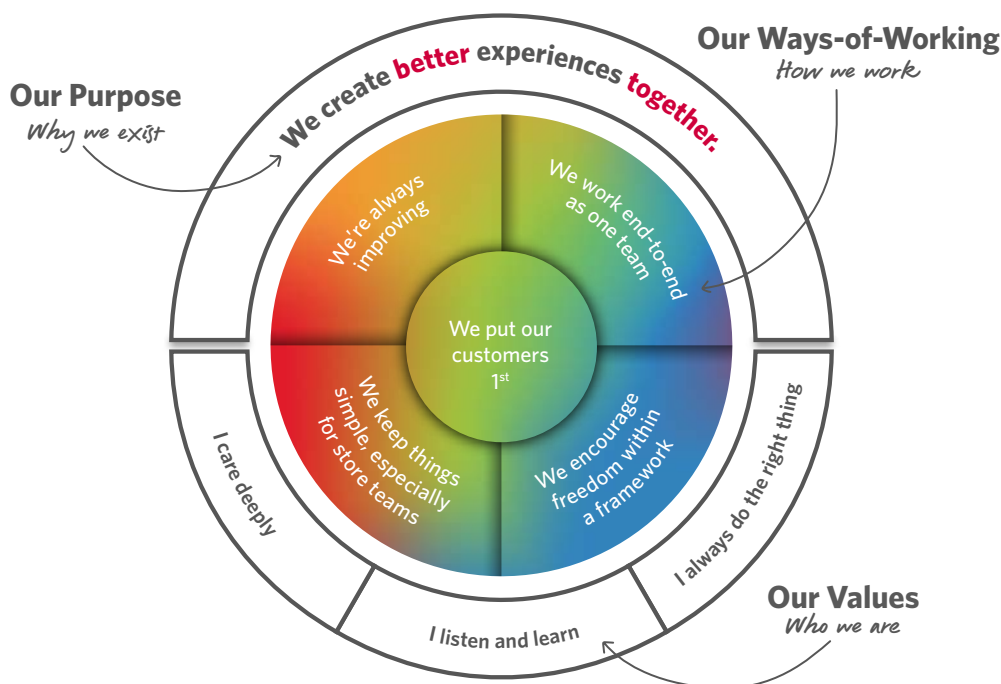 Our Purpose
Why we exist
We create better experiences together.
Our Ways-of-Working
How we work
We're always
improving
We work end-to-end
as one team
We put our
customers
1st
We keep things
simple, especially
for store teams
We encourage
freedom within
a framework
I care deeply
I listen and learn
I always do the right thing
Our Values
Who we are